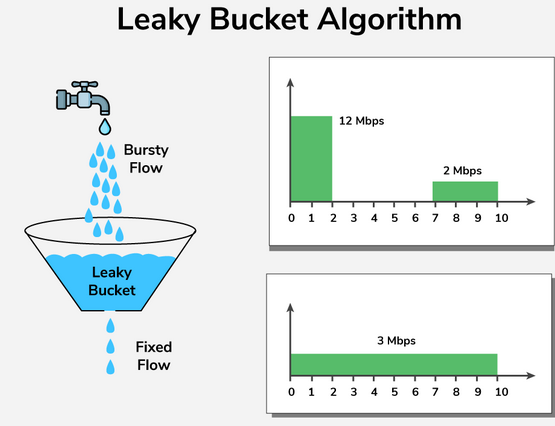 Leaky Bucket Algorithm
Bursty
Flow
Leaky
Bucket
Fixed
Flow
12 Mbps
2 Mbps
0 1 2 3 4 5 6 7 8 9 10
3 Mbps
0 1 2 3 4 5 6 7 8 9 10